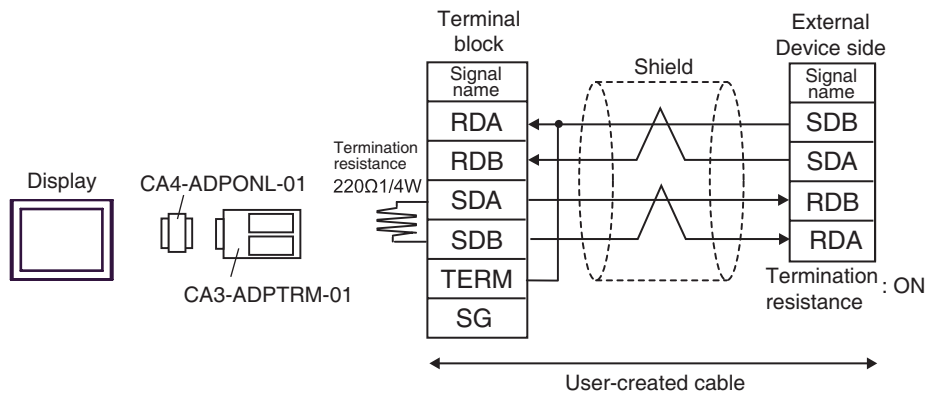 Terminal
block
External
Device side
Signal
name
Shield
Signal
name
RDA
SDB
Termination
resistance
220Ω1/4W
RDB
SDA
Display
CA4-ADPONL-01
SDA
RDB
SDB
RDA
CA3-ADPTRM-01
TERM
Termination
resistance : ON
SG
User-created cable